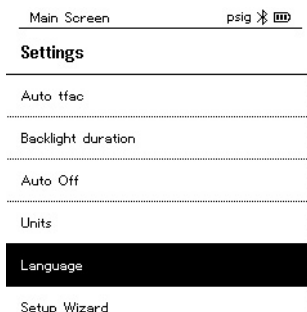 Main Screen psig
Settings
Auto tfac
Backlight duration
Auto Off
Units
Language
Setup Wizard